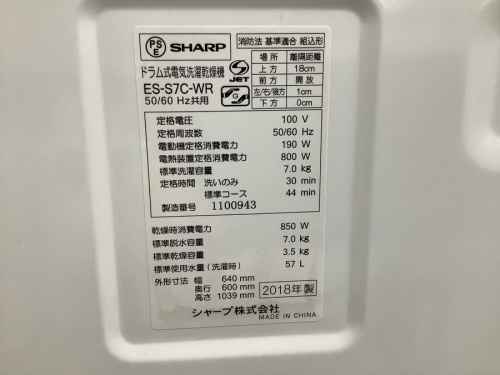 PS E SHARP
ドラム式電気洗濯乾燥機
ES-S7C-WR
50/60 Hz共用
S JET
G
消防法 基準適合 組込形
場所 離隔距離
上方 18cm
前方 開放
左/右/後方 1cm
下方 0cm
定格電圧 100 V
定格周波数 50/60 Hz
電動機定格消費電力 190 W
電熱装置定格消費電力 800 W
標準洗濯容量 7.0 kg
定格時間 洗いのみ 30 min
標準コース 44 min
製造番号 1100943
乾燥時消費電力 850 W
標準脱水容量 7.0 kg
標準乾燥容量 3.5 kg
標準使用水量(洗濯時) 57 L
外形寸法 幅 640 mm
奥行 600 mm
高さ 1039 mm
2018年製
シャープ株式会社
MADE IN CHINA